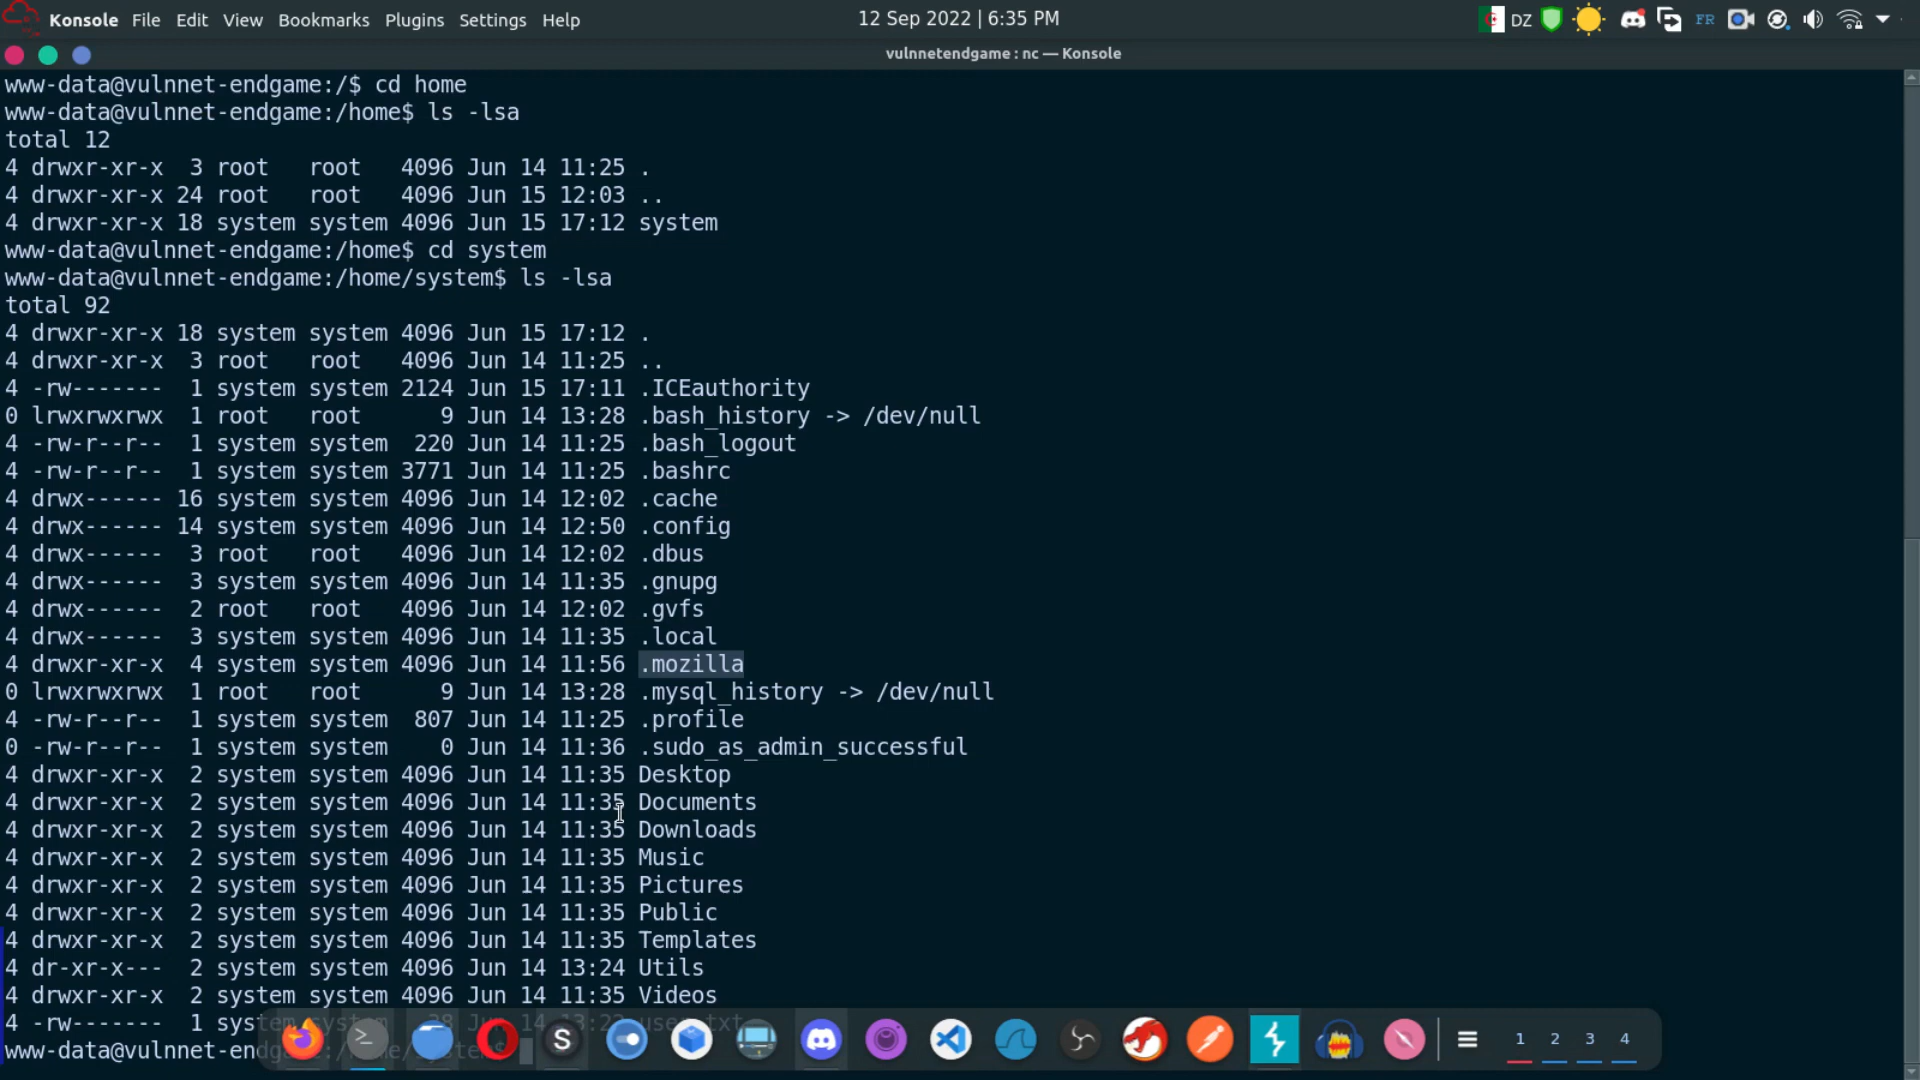 Konsole File Edit View Bookmarks Plugins Settings Help 12 Sep 2022 | 6:35 PM DZ FR
vulnnetendgame : nc — Konsole
www-data@vulnnet-endgame:/$ cd home
www-data@vulnnet-endgame:/home$ ls -lsa
total 12
4 drwxr-xr-x  3 root   root   4096 Jun 14 11:25 .
4 drwxr-xr-x 24 root   root   4096 Jun 15 12:03 ..
4 drwxr-xr-x 18 system system 4096 Jun 15 17:12 system
www-data@vulnnet-endgame:/home$ cd system
www-data@vulnnet-endgame:/home/system$ ls -lsa
total 92
4 drwxr-xr-x 18 system system 4096 Jun 15 17:12 .
4 drwxr-xr-x  3 root   root   4096 Jun 14 11:25 ..
4 -rw-------  1 system system 2124 Jun 15 17:11 .ICEauthority
0 lrwxrwxrwx  1 root   root      9 Jun 14 13:28 .bash_history -> /dev/null
4 -rw-r--r--  1 system system  220 Jun 14 11:25 .bash_logout
4 -rw-r--r--  1 system system 3771 Jun 14 11:25 .bashrc
4 drwx------ 16 system system 4096 Jun 14 12:02 .cache
4 drwx------ 14 system system 4096 Jun 14 12:50 .config
4 drwx------  3 root   root   4096 Jun 14 12:02 .dbus
4 drwx------  3 system system 4096 Jun 14 11:35 .gnupg
4 drwx------  2 root   root   4096 Jun 14 12:02 .gvfs
4 drwx------  3 system system 4096 Jun 14 11:35 .local
4 drwxr-xr-x  4 system system 4096 Jun 14 11:56 .mozilla
0 lrwxrwxrwx  1 root   root      9 Jun 14 13:28 .mysql_history -> /dev/null
4 -rw-r--r--  1 system system  807 Jun 14 11:25 .profile
0 -rw-r--r--  1 system system    0 Jun 14 11:36 .sudo_as_admin_successful
4 drwxr-xr-x  2 system system 4096 Jun 14 11:35 Desktop
4 drwxr-xr-x  2 system system 4096 Jun 14 11:35 Documents
4 drwxr-xr-x  2 system system 4096 Jun 14 11:35 Downloads
4 drwxr-xr-x  2 system system 4096 Jun 14 11:35 Music
4 drwxr-xr-x  2 system system 4096 Jun 14 11:35 Pictures
4 drwxr-xr-x  2 system system 4096 Jun 14 11:35 Public
4 drwxr-xr-x  2 system system 4096 Jun 14 11:35 Templates
4 dr-xr-x---  2 system system 4096 Jun 14 13:24 Utils
4 drwxr-xr-x  2 system system 4096 Jun 14 11:35 Videos
4 -rw-------  1
www-data@vulnnet-endgame:
1 2 3 4